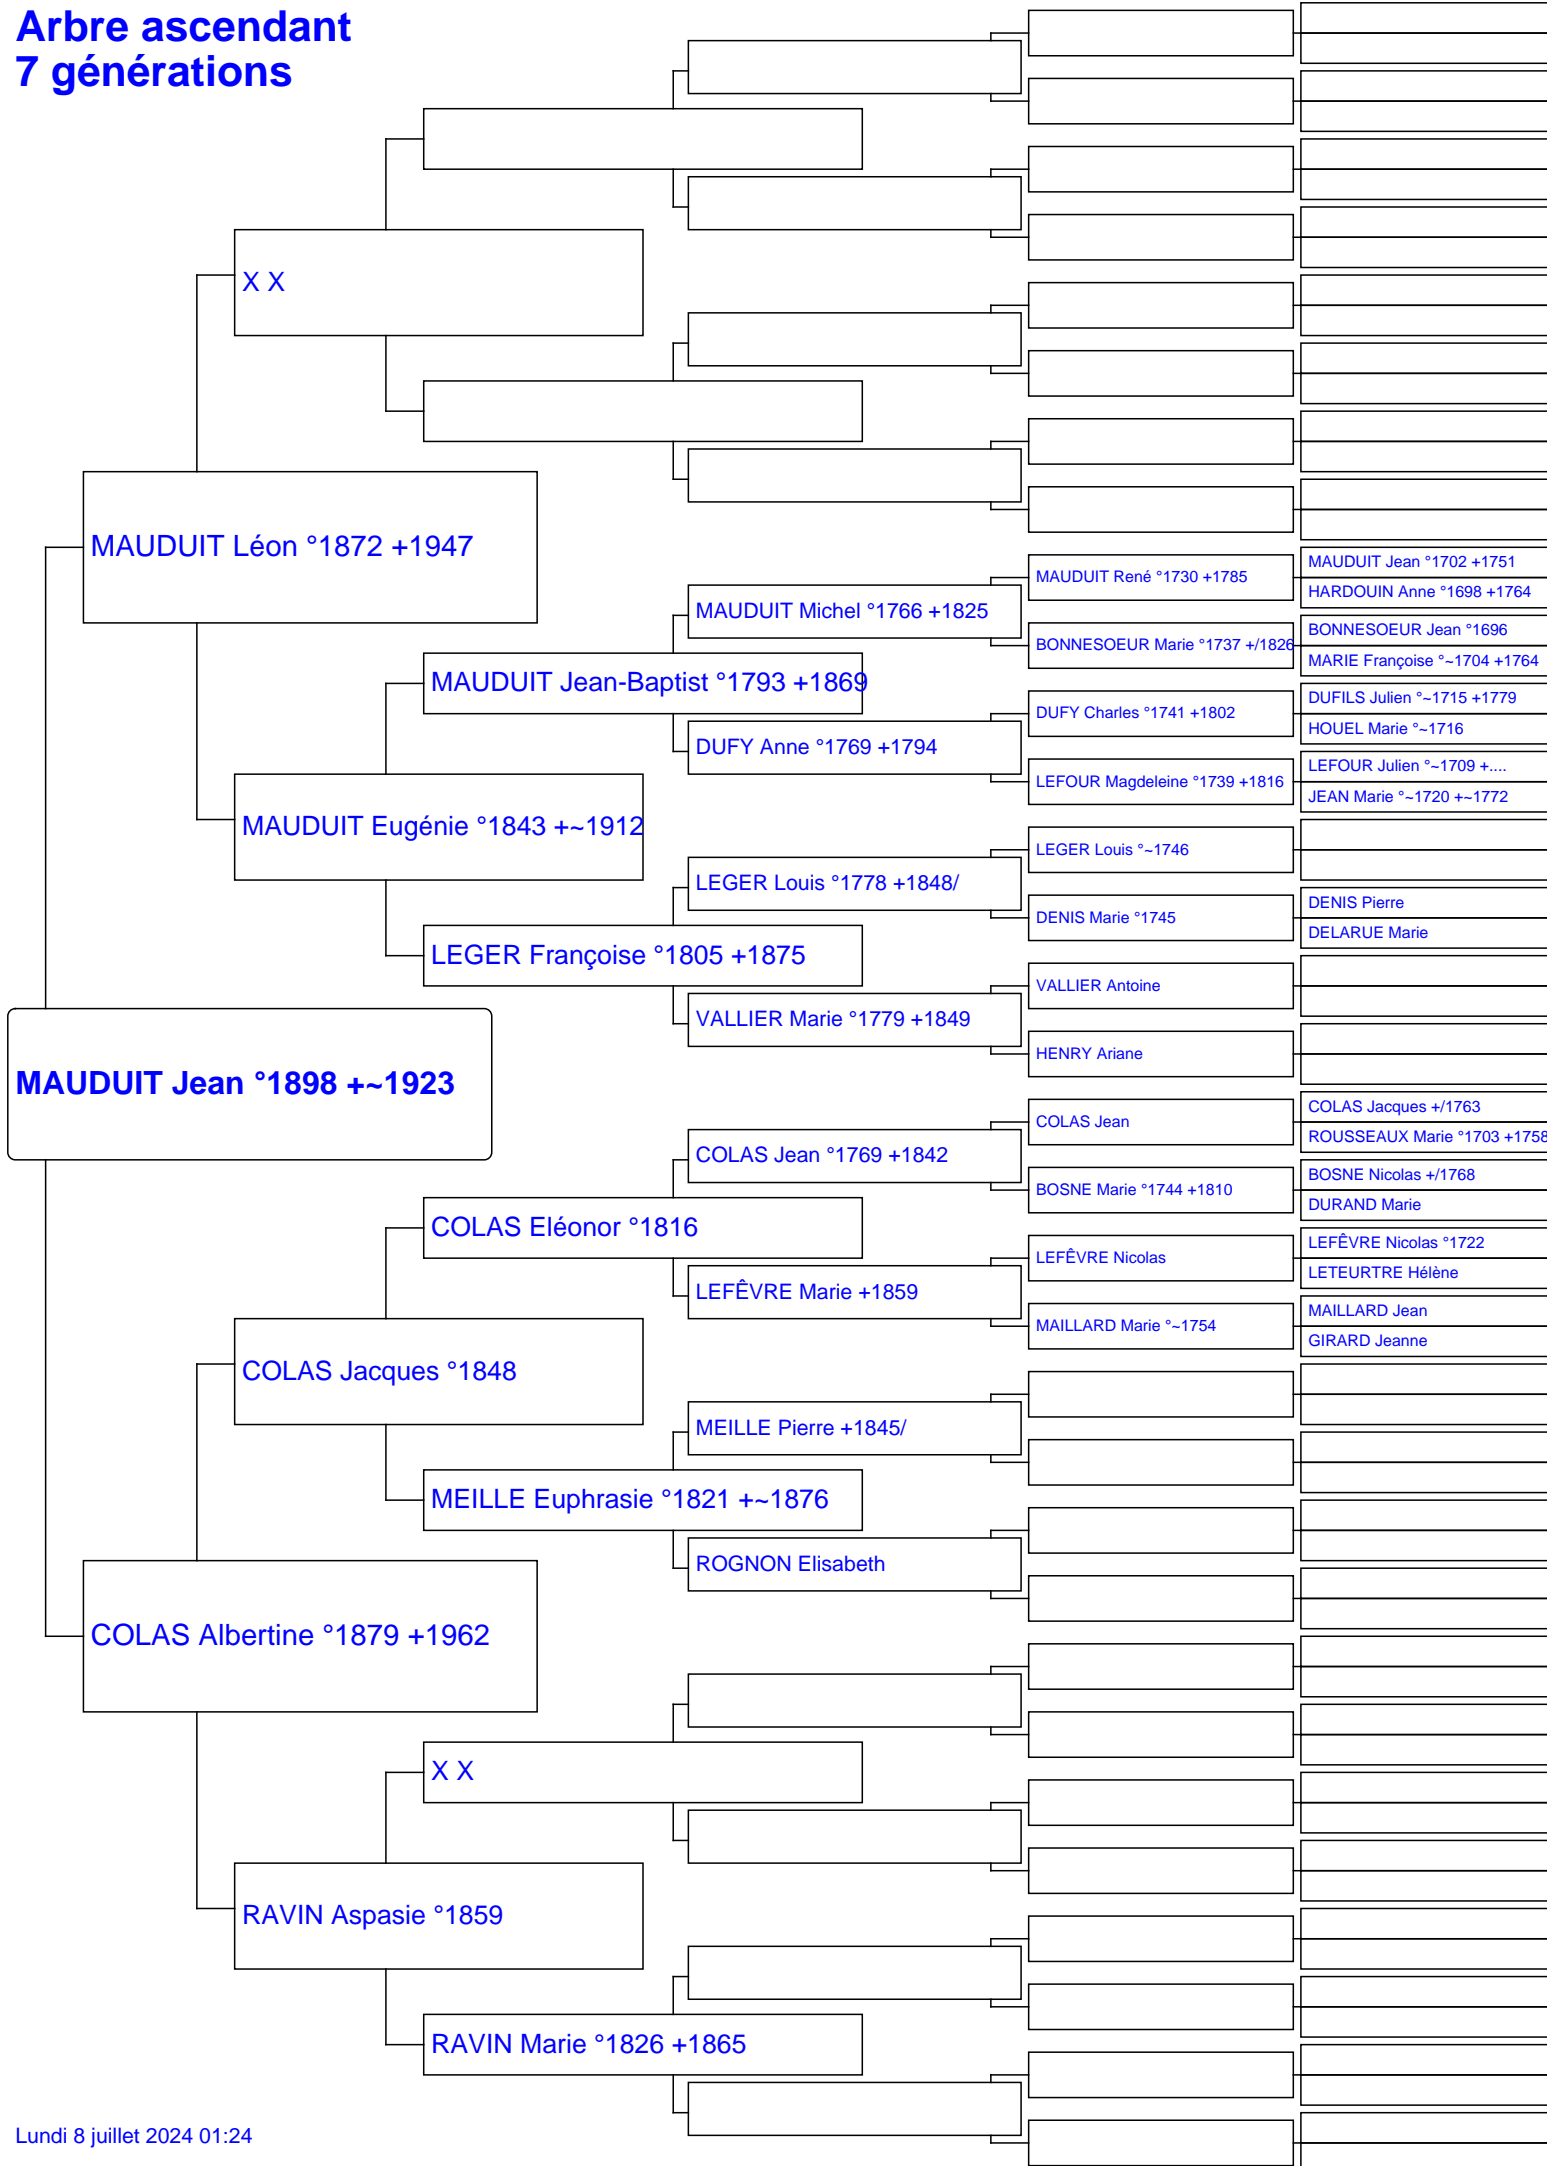 Arbre ascendant
7 générations
X X
MAUDUIT Léon °1872 +1947
MAUDUIT Jean °1702 +1751
MAUDUIT René °1730 +1785
HARDOUIN Anne °1698 +1764
MAUDUIT Michel °1766 +1825
BONNESOEUR Jean °1696
BONNESOEUR Marie °1737 +/1826
MARIE Françoise °~1704 +1764
MAUDUIT Jean-Baptist °1793 +1869
DUFILS Julien °~1715 +1779
DUFY Charles °1741 +1802
HOUEL Marie °~1716
DUFY Anne °1769 +1794
LEFOUR Julien °~1709 +....
LEFOUR Magdeleine °1739 +1816
JEAN Marie °~1720 +~1772
MAUDUIT Eugénie °1843 +~1912
LEGER Louis °~1746
LEGER Louis °1778 +1848/
DENIS Pierre
DENIS Marie °1745
DELARUE Marie
LEGER Françoise °1805 +1875
VALLIER Antoine
VALLIER Marie °1779 +1849
HENRY Ariane
MAUDUIT Jean °1898 +~1923
COLAS Jacques +/1763
COLAS Jean
ROUSSEAUX Marie °1703 +1758
COLAS Jean °1769 +1842
BOSNE Nicolas +/1768
BOSNE Marie °1744 +1810
DURAND Marie
COLAS Eléonor °1816
LEFÊVRE Nicolas °1722
LEFÊVRE Nicolas
LETEURTRE Hélène
LEFÊVRE Marie +1859
MAILLARD Jean
MAILLARD Marie °~1754
GIRARD Jeanne
COLAS Jacques °1848
MEILLE Pierre +1845/
MEILLE Euphrasie °1821 +~1876
ROGNON Elisabeth
COLAS Albertine °1879 +1962
X X
RAVIN Aspasie °1859
RAVIN Marie °1826 +1865
Lundi 8 juillet 2024 01:24